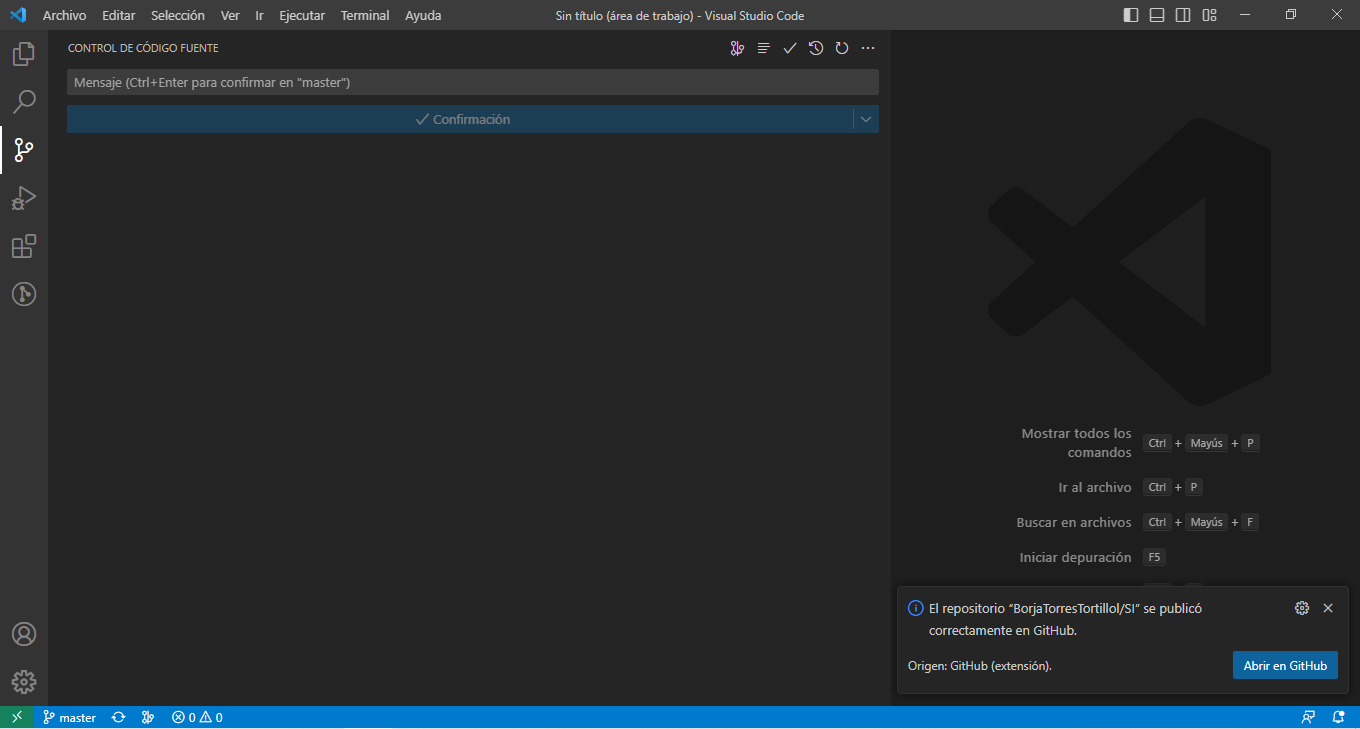 Archivo Editar Selección Ver Ir Ejecutar Terminal Ayuda Sin título (área de trabajo) - Visual Studio Code
CONTROL DE CÓDIGO FUENTE
Mensaje (Ctrl+Enter para confirmar en "master")
Confirmación
Mostrar todos los
comandos Ctrl + Mayús + P
Ir al archivo Ctrl + P
Buscar en archivos Ctrl + Mayús + F
Iniciar depuración F5
El repositorio “BorjaTorresTortillol/SI” se publicó
correctamente en GitHub.
Origen: GitHub (extensión). Abrir en GitHub
master 0 0